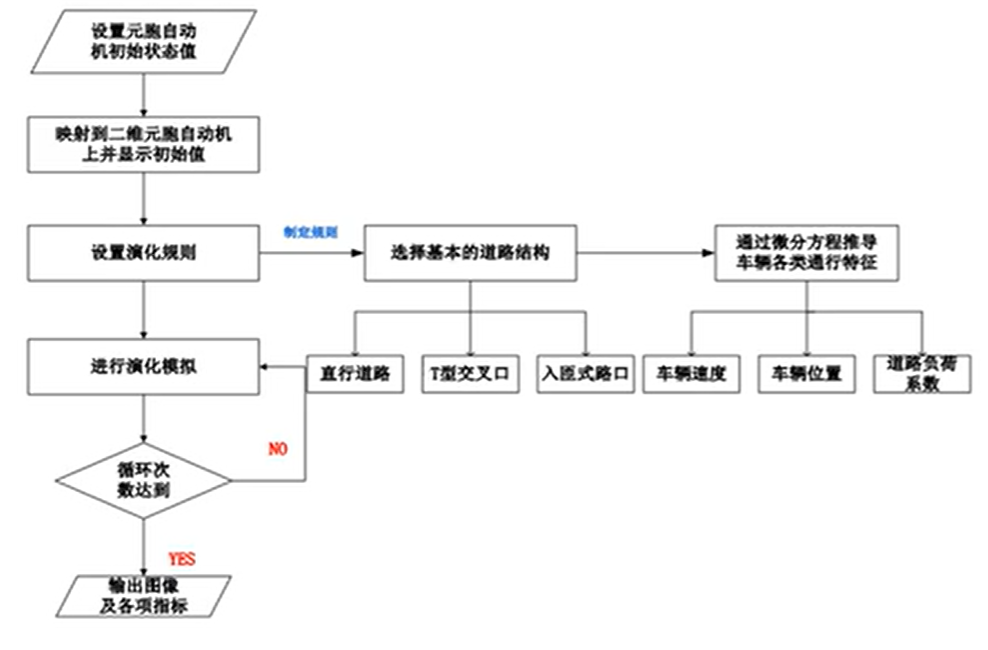 设置元胞自动
机初始状态值
映射到二维元胞自动机
上并显示初始值
设置演化规则
制定规则
选择基本的道路结构
通过微分方程推导
车辆各类通行特征
进行演化模拟
直行道路
T型交叉口
入匝式路口
车辆速度
车辆位置
道路负荷
系数
NO
循环次
数达到
YES
输出图像
及各项指标